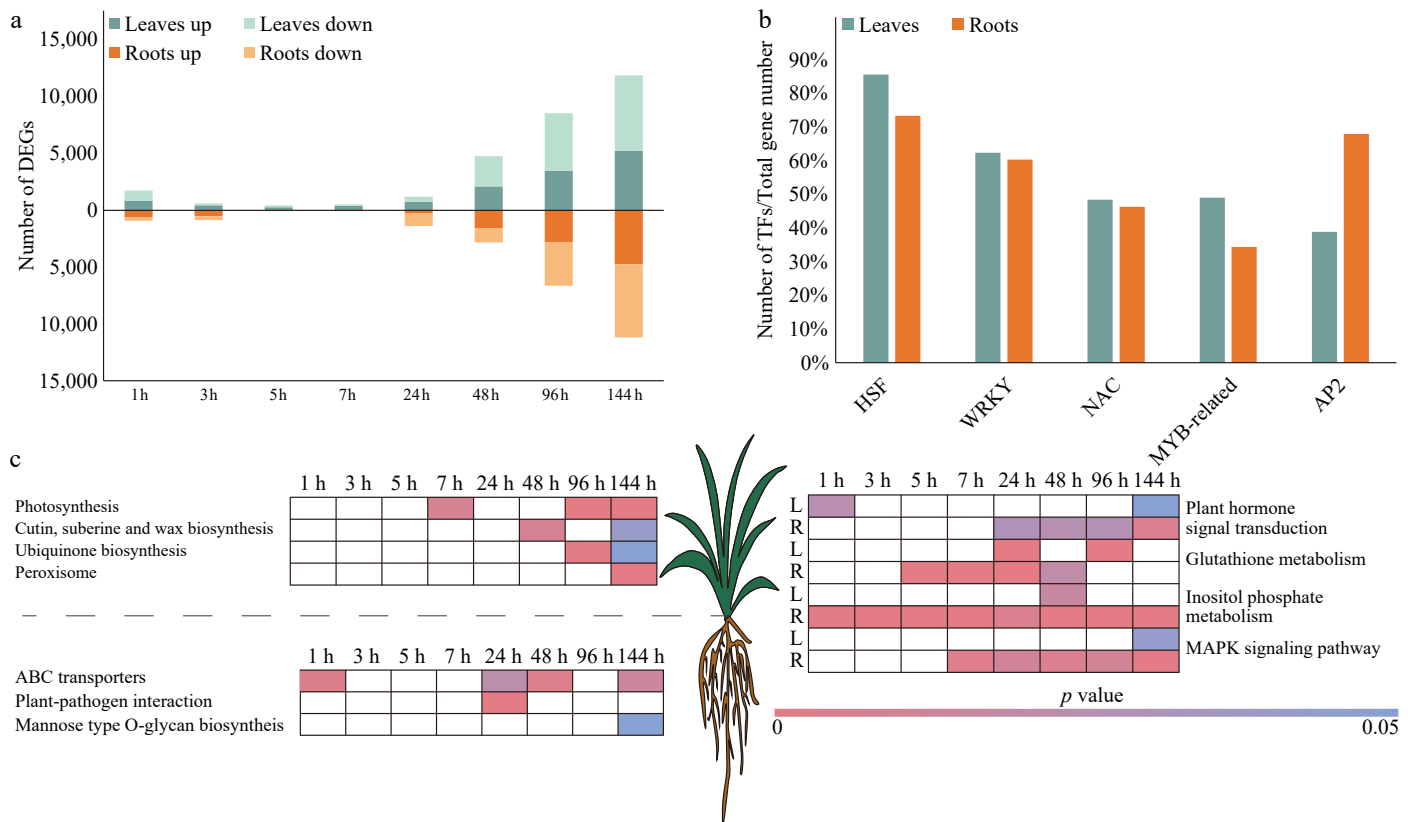 a
Leaves up
Leaves down
Roots up
Roots down
Number of DEGs
15,000
10,000
5,000
0
5,000
10,000
15,000
1 h
3 h
5 h
7 h
24 h
48 h
96 h
144 h
b
Leaves
Roots
Number of TFs/Total gene number
90%
80%
70%
60%
50%
40%
30%
20%
10%
0%
HSF
WRKY
NAC
MYB-related
AP2
c
1 h 3 h 5 h 7 h 24 h 48 h 96 h 144 h
Photosynthesis
Cutin, suberine and wax biosynthesis
Ubiquinone biosynthesis
Peroxisome
1 h 3 h 5 h 7 h 24 h 48 h 96 h 144 h
ABC transporters
Plant-pathogen interaction
Mannose type O-glycan biosyntheis
1 h 3 h 5 h 7 h 24 h 48 h 96 h 144 h
L
R
L
R
L
R
L
R
Plant hormone
signal transduction
Glutathione metabolism
Inositol phosphate
metabolism
MAPK signaling pathway
p value
0
0.05